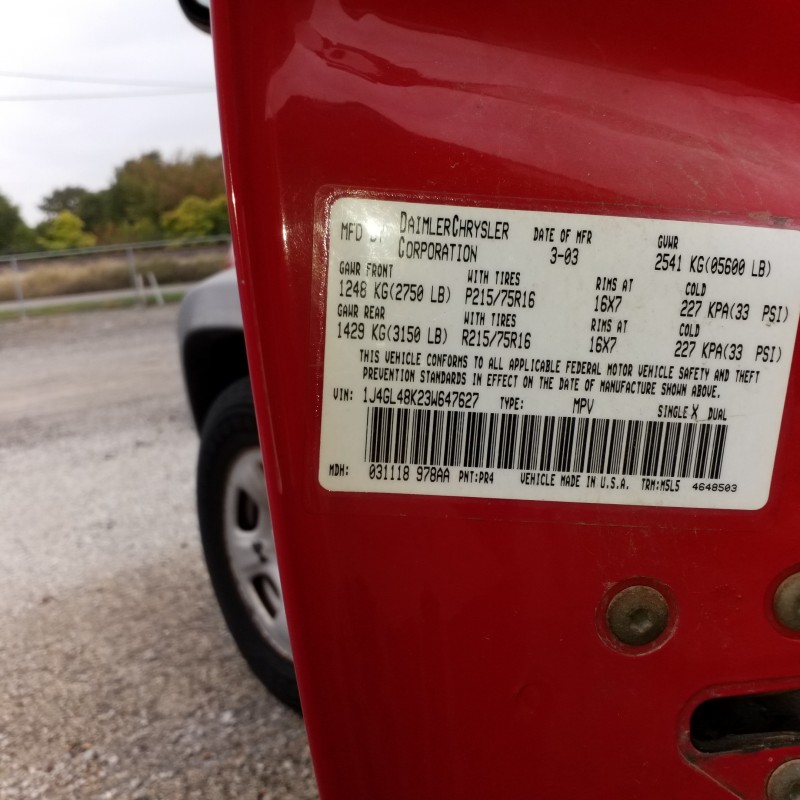 MFD BY DAIMLERCHRYSLER CORPORATION DATE OF MFR 3-03 GVWR 2541 KG(05600 LB)
GAWR FRONT WITH TIRES RIMS AT COLD
1248 KG(2750 LB) P215/75R16 16X7 227 KPA(33 PSI)
GAWR REAR WITH TIRES RIMS AT COLD
1429 KG(3150 LB) R215/75R16 16X7 227 KPA(33 PSI)
THIS VEHICLE CONFORMS TO ALL APPLICABLE FEDERAL MOTOR VEHICLE SAFETY AND THEFT
PREVENTION STANDARDS IN EFFECT ON THE DATE OF MANUFACTURE SHOWN ABOVE.
VIN: 1J4GL48K23W647627 TYPE: MPV SINGLE X DUAL
MDH: 031118 978AA PNT:PR4 VEHICLE MADE IN U.S.A. TRM:M5L5 4648503